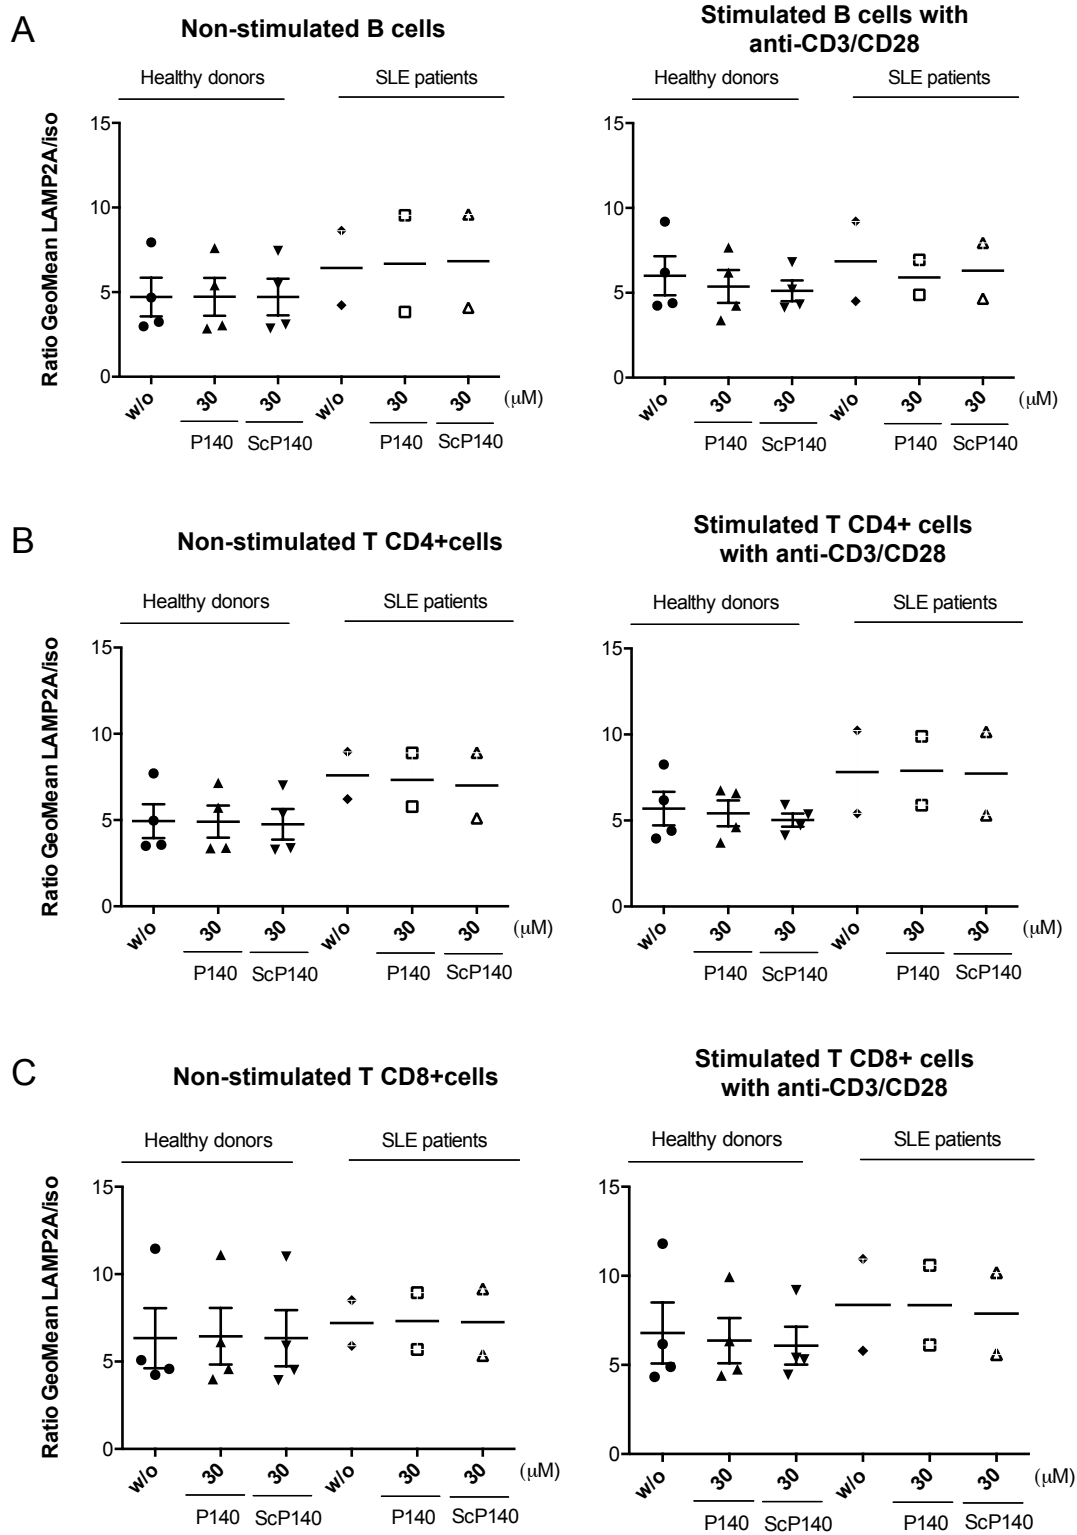 A
Non-stimulated B cells
Stimulated B cells with
anti-CD3/CD28
Healthy donors
SLE patients
Healthy donors
SLE patients
Ratio GeoMean LAMP2A/iso
15
10
5
0
w/o
30
30
w/o
30
30
(μM)
P140
ScP140
P140
ScP140
15
10
5
0
w/o
30
30
w/o
30
30
(μM)
P140
ScP140
P140
ScP140
B
Non-stimulated T CD4+cells
Stimulated T CD4+ cells
with anti-CD3/CD28
Healthy donors
SLE patients
Healthy donors
SLE patients
Ratio GeoMean LAMP2A/iso
15
10
5
0
w/o
30
30
w/o
30
30
(μM)
P140
ScP140
P140
ScP140
15
10
5
0
w/o
30
30
w/o
30
30
(μM)
P140
ScP140
P140
ScP140
C
Non-stimulated T CD8+cells
Stimulated T CD8+ cells
with anti-CD3/CD28
Healthy donors
SLE patients
Healthy donors
SLE patients
Ratio GeoMean LAMP2A/iso
15
10
5
0
w/o
30
30
w/o
30
30
(μM)
P140
ScP140
P140
ScP140
15
10
5
0
w/o
30
30
w/o
30
30
(μM)
P140
ScP140
P140
ScP140